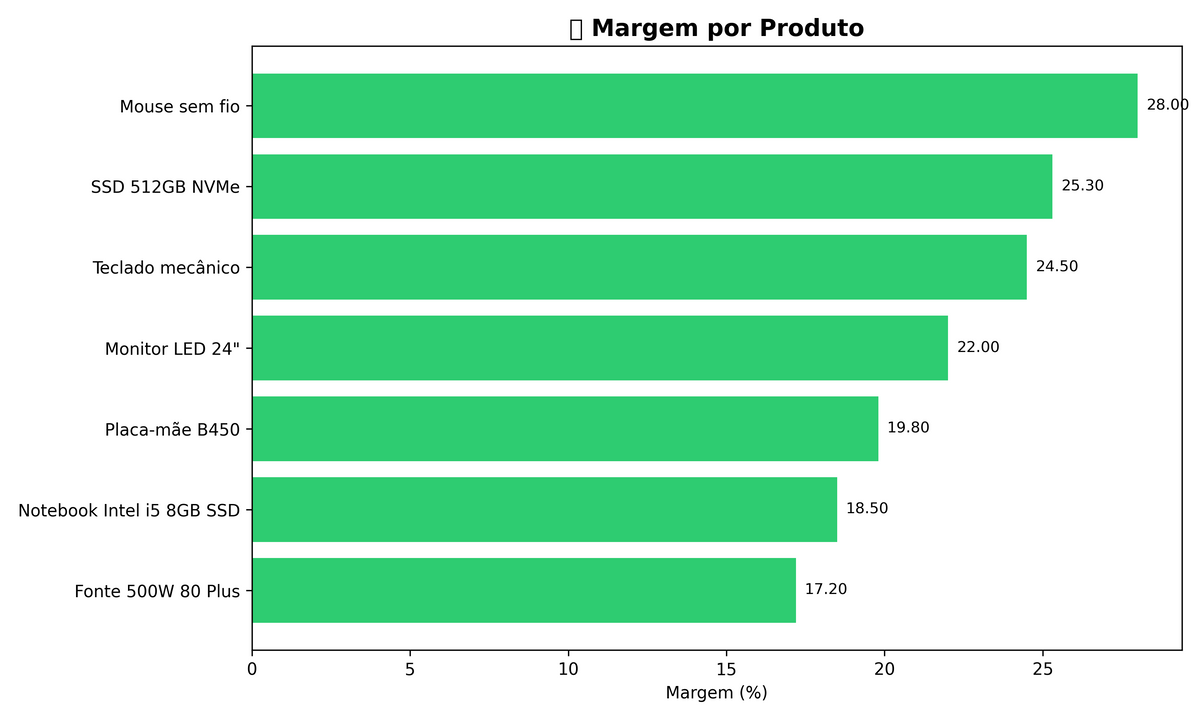 ▯ Margem por Produto
Mouse sem fio 28.00
SSD 512GB NVMe 25.30
Teclado mecânico 24.50
Monitor LED 24" 22.00
Placa-mãe B450 19.80
Notebook Intel i5 8GB SSD 18.50
Fonte 500W 80 Plus 17.20
0 5 10 15 20 25
Margem (%)